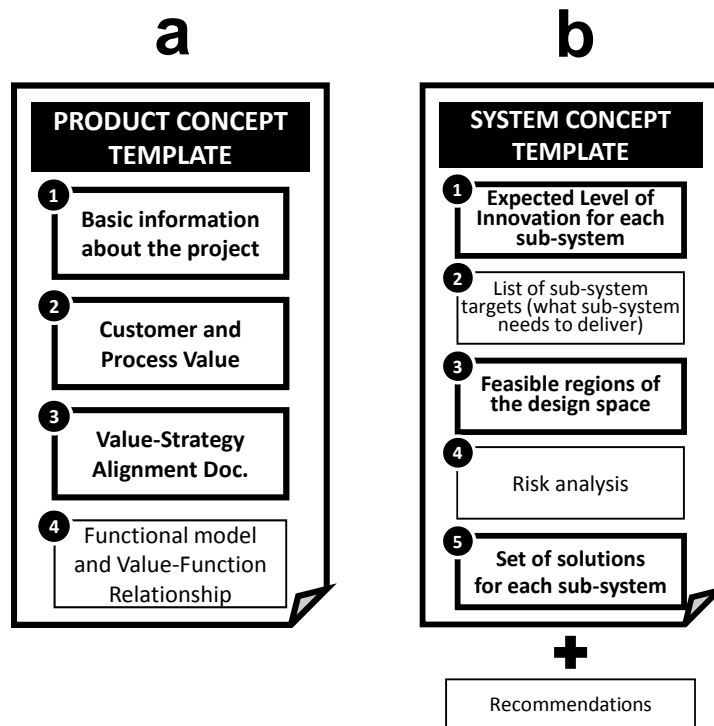 a
PRODUCT CONCEPT
TEMPLATE
1
Basic information
about the project
2
Customer and
Process Value
3
Value-Strategy
Alignment Doc.
4
Functional model
and Value-Function
Relationship
b
SYSTEM CONCEPT
TEMPLATE
1
Expected Level of
Innovation for each
sub-system
2
List of sub-system
targets (what sub-system
needs to deliver)
3
Feasible regions of
the design space
4
Risk analysis
5
Set of solutions
for each sub-system
+
Recommendations